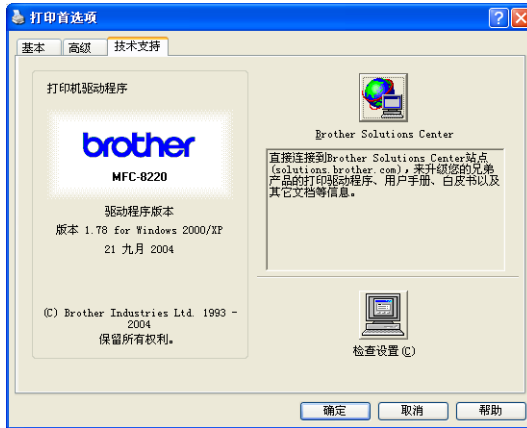 打印首选项
基本
高级
技术支持
打印机驱动程序
brother
MFC-8220
驱动程序版本
版本 1.78 for Windows 2000/XP
21 九月 2004
(C) Brother Industries Ltd. 1993 -
2004
保留所有权利。
Brother Solutions Center
直接连接到Brother Solutions Center站点
(solutions.brother.com)，来升级您的兄弟
产品的打印驱动程序、用户手册、白皮书以及
其它文档等信息。
检查设置(C)
确定
取消
帮助